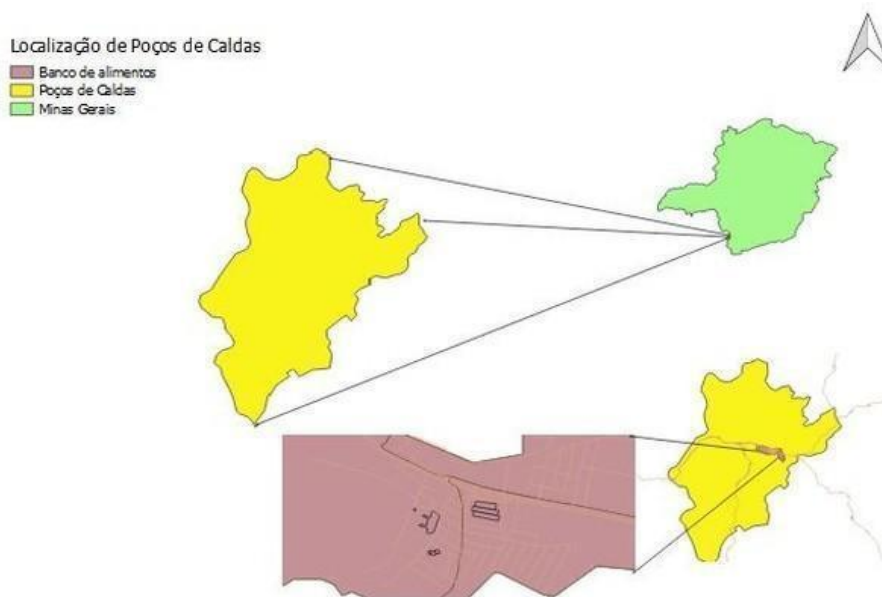 Localização de Poços de Caldas
Banco de alimentos
Poços de Caldas
Minas Gerais